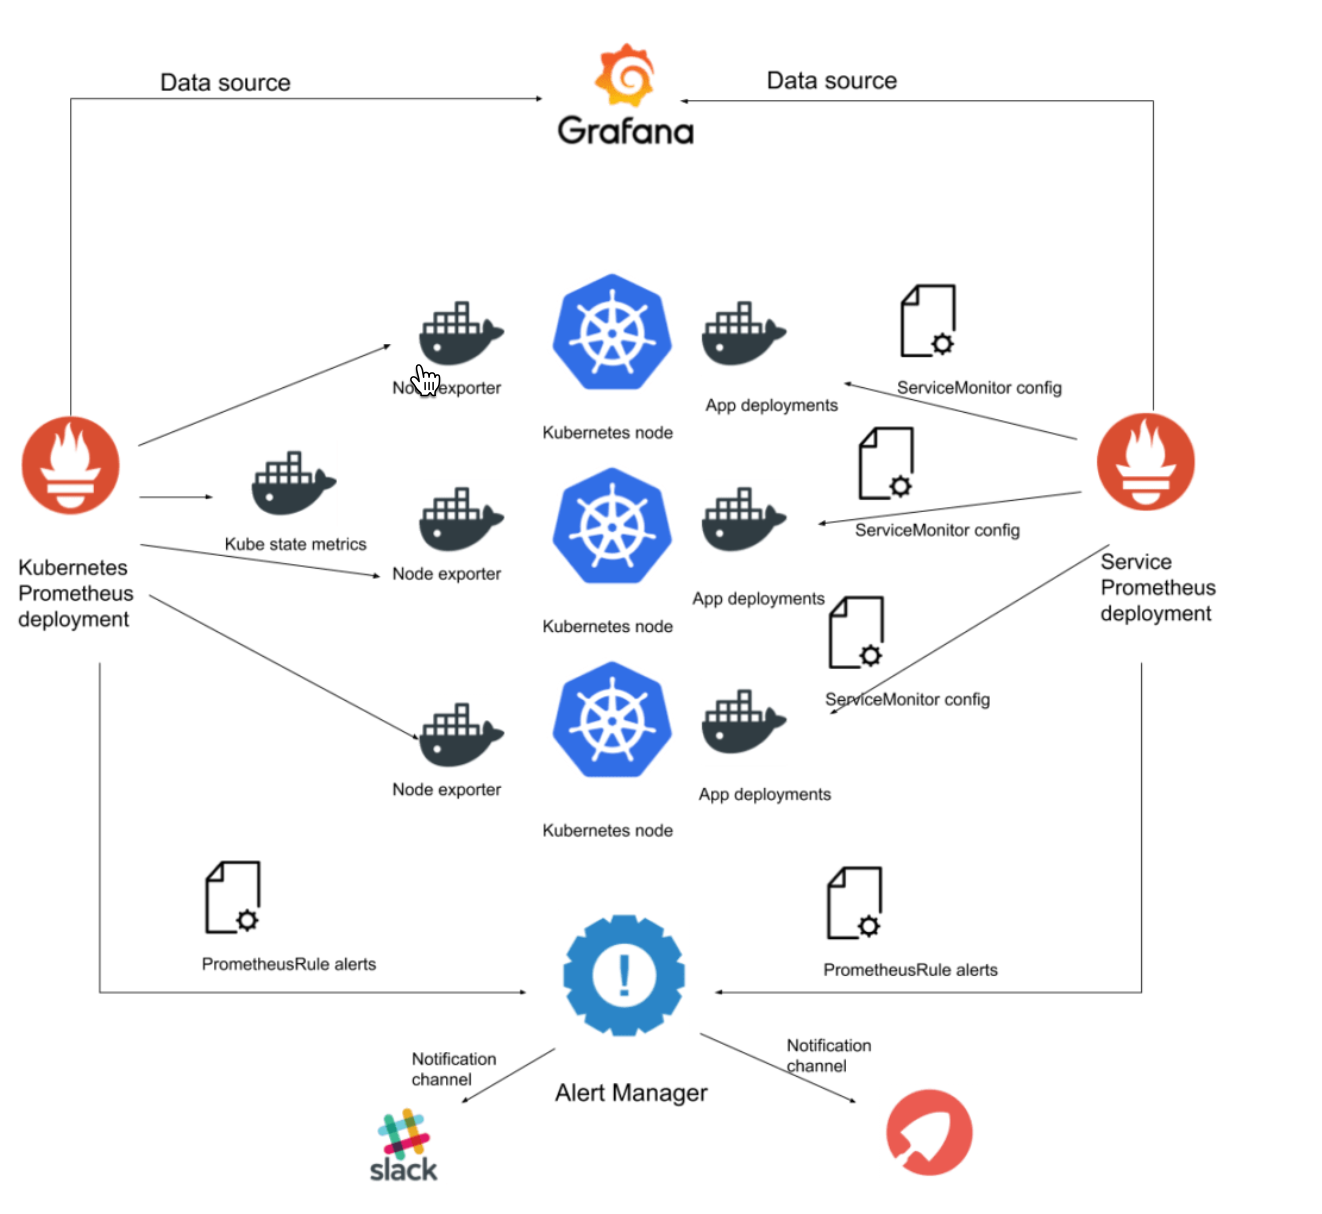 Data source
Data source
Grafana
Node exporter
ServiceMonitor config
App deployments
Kubernetes node
ServiceMonitor config
Kube state metrics
Node exporter
Kubernetes
Prometheus
deployment
Service
Prometheus
deployment
App deployments
Kubernetes node
ServiceMonitor config
Node exporter
App deployments
Kubernetes node
PrometheusRule alerts
PrometheusRule alerts
Notification
channel
Notification
channel
Alert Manager
slack